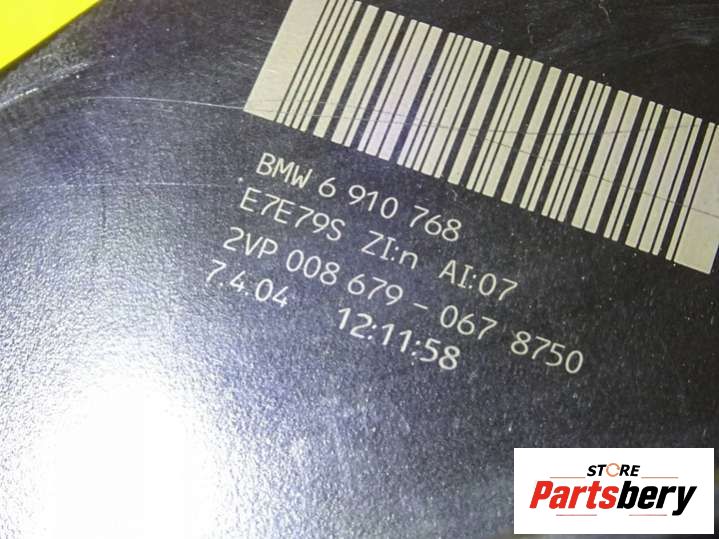 BMW 6 910 768
E7E79S ZI:n AI:07
2VP 008 679 - 067 8750
7.4.04 12:11:58
STORE
Partsbery